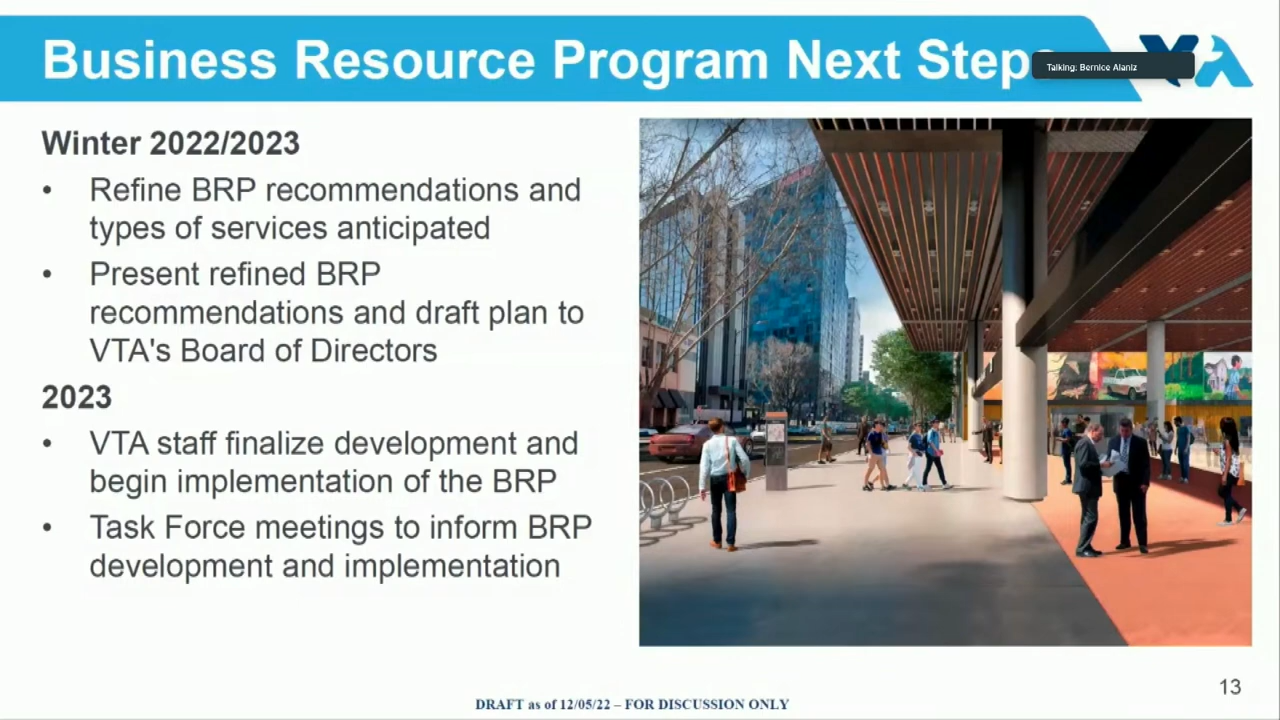 Business Resource Program Next Step
Talking: Bernice Alaniz
VTA
Winter 2022/2023
• Refine BRP recommendations and
types of services anticipated
• Present refined BRP
recommendations and draft plan to
VTA's Board of Directors
2023
• VTA staff finalize development and
begin implementation of the BRP
• Task Force meetings to inform BRP
development and implementation
13
DRAFT as of 12/05/22 – FOR DISCUSSION ONLY